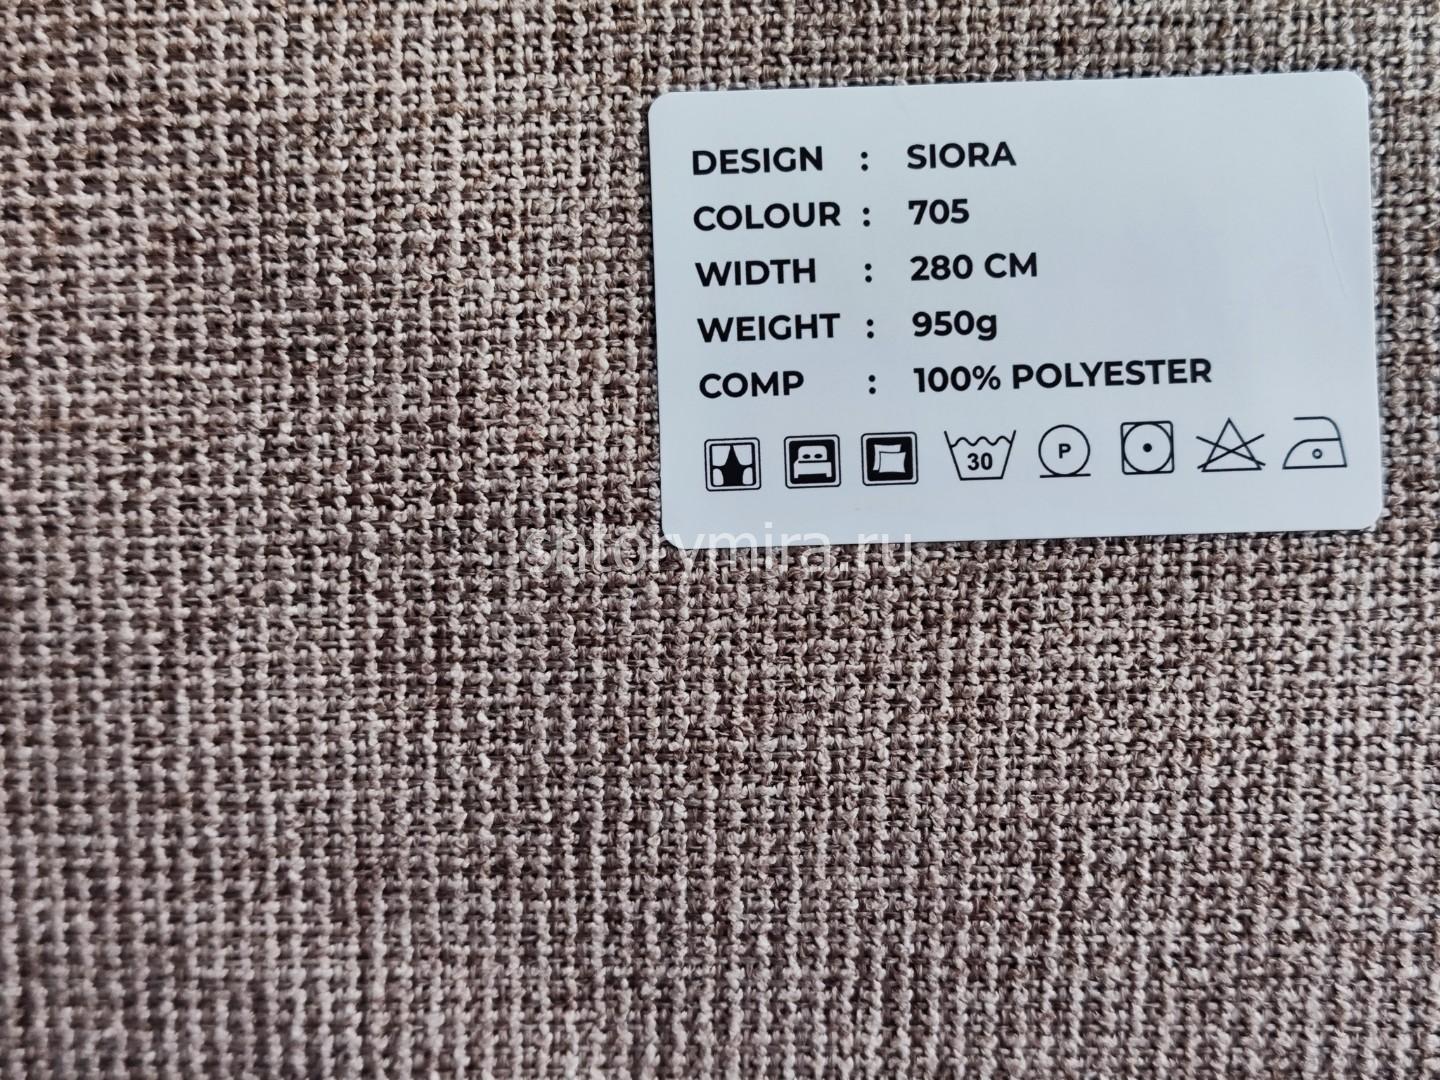 DESIGN : SIORA
COLOUR : 705
WIDTH : 280 CM
WEIGHT : 950g
COMP : 100% POLYESTER
30 P
shtorymira.ru